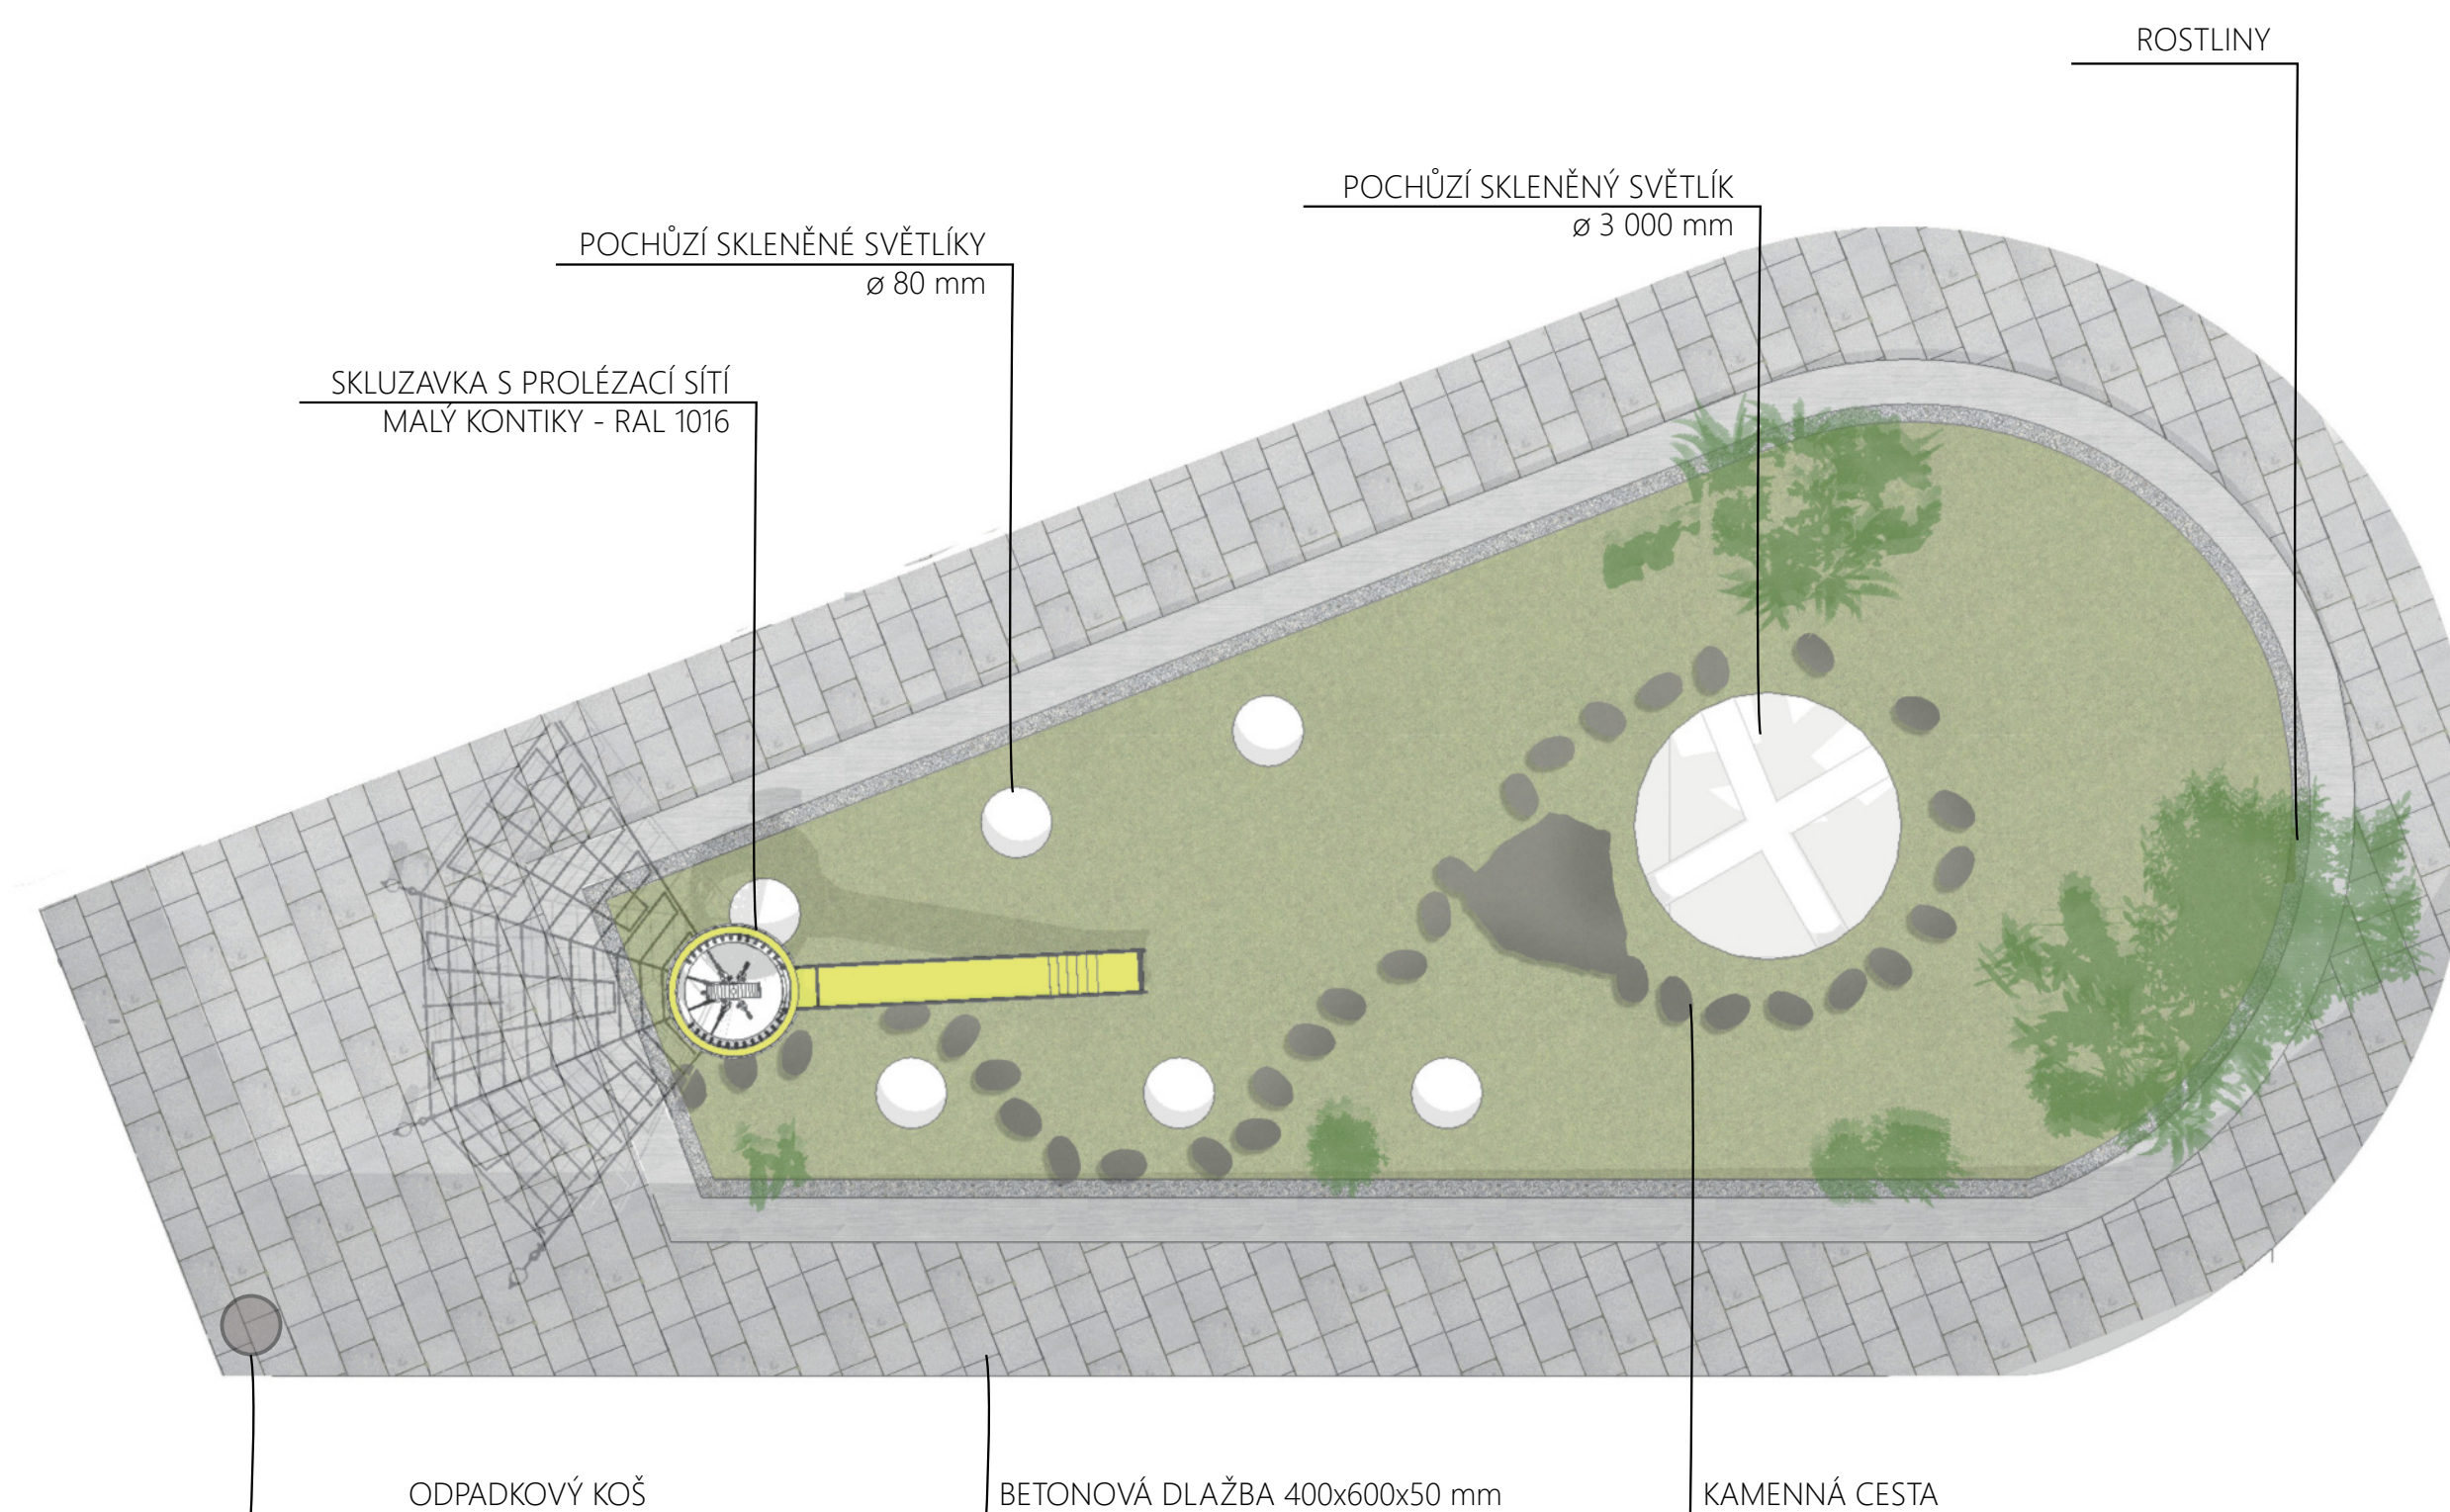 ROSTLINY
POCHŮZÍ SKLENĚNÝ SVĚTLÍK
ø 3 000 mm
POCHŮZÍ SKLENĚNÉ SVĚTLÍKY
ø 80 mm
SKLUZAVKA S PROLÉZACÍ SÍTÍ
MALÝ KONTIKY - RAL 1016
ODPADKOVÝ KOŠ
BETONOVÁ DLAŽBA 400x600x50 mm
KAMENNÁ CESTA